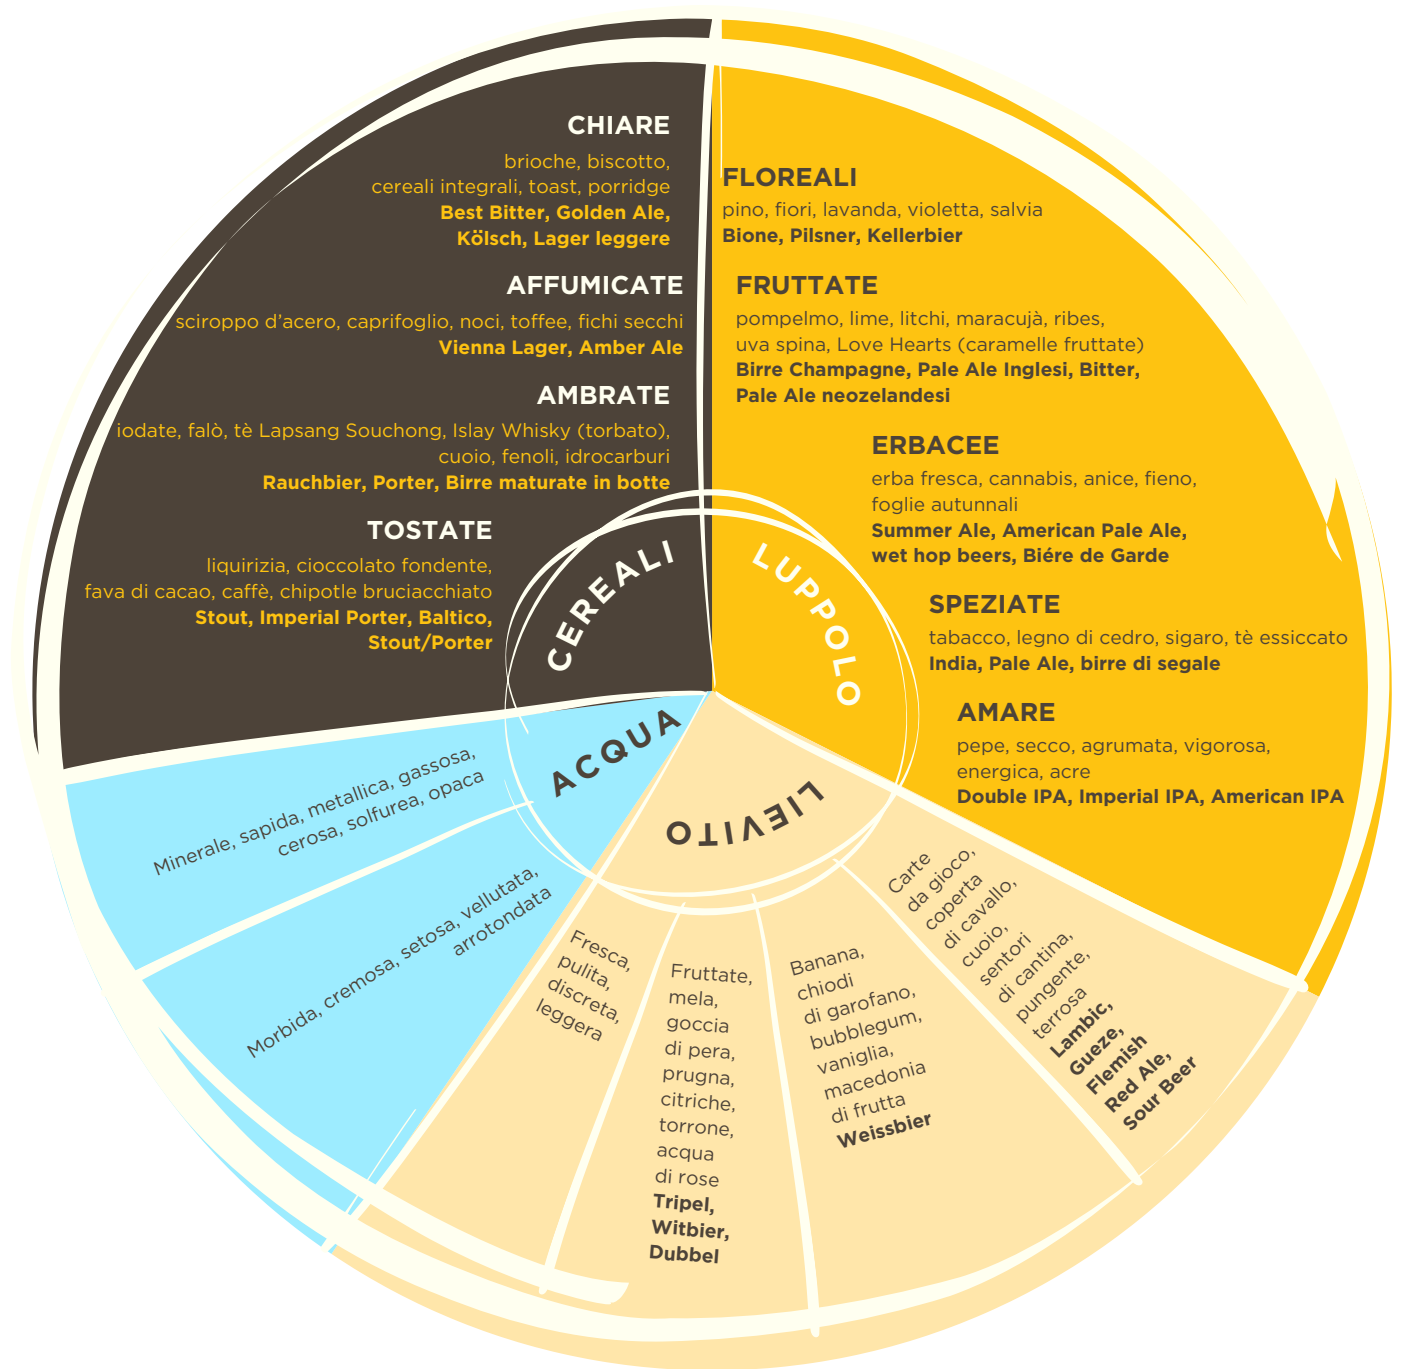 CHIARE
brioche, biscotto,
cereali integrali, toast, porridge
Best Bitter, Golden Ale,
Kölsch, Lager leggere
AFFUMICATE
sciroppo d’acero, caprifoglio, noci, toffee, fichi secchi
Vienna Lager, Amber Ale
AMBRATE
iodate, falò, tè Lapsang Souchong, Islay Whisky (torbato),
cuoio, fenoli, idrocarburi
Rauchbier, Porter, Birre maturate in botte
TOSTATE
liquirizia, cioccolato fondente,
fava di cacao, caffè, chipotle bruciacchiato
Stout, Imperial Porter, Baltico,
Stout/Porter
CEREALI
FLOREALI
pino, fiori, lavanda, violetta, salvia
Bione, Pilsner, Kellerbier
FRUTTATE
pompelmo, lime, litchi, maracujà, ribes,
uva spina, Love Hearts (caramelle fruttate)
Birre Champagne, Pale Ale Inglesi, Bitter,
Pale Ale neozelandesi
ERBACEE
erba fresca, cannabis, anice, fieno,
foglie autunnali
Summer Ale, American Pale Ale,
wet hop beers, Biére de Garde
SPEZIATE
tabacco, legno di cedro, sigaro, tè essiccato
India, Pale Ale, birre di segale
AMARE
pepe, secco, agrumata, vigorosa,
energica, acre
Double IPA, Imperial IPA, American IPA
LUPPOLO
ACQUA
Minerale, sapida, metallica, gassosa,
cerosa, solfurea, opaca
Morbida, cremosa, setosa, vellutata,
arrotondata
LIEVITO
Fresca,
pulita,
discreta,
leggera
Fruttate,
mela,
goccia
di pera,
prugna,
citriche,
torrone,
acqua
di rose
Tripel,
Witbier,
Dubbel
Banana,
chiodi
di garofano,
bubblegum,
vaniglia,
macedonia
di frutta
Weissbier
Carte
da gioco,
coperta
di cavallo,
cuoio,
sentori
di cantina,
pungente,
terrosa
Lambic,
Gueze,
Flemish
Red Ale,
Sour Beer